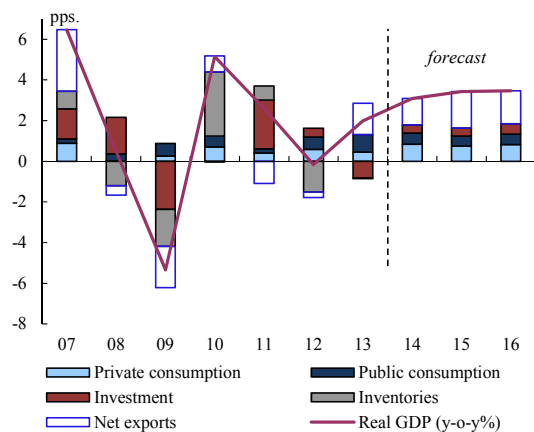 pps.
6
4
2
0
-2
-4
-6
-8
forecast
07 08 09 10 11 12 13 14 15 16
Private consumption Public consumption
Investment Inventories
Net exports Real GDP (y-o-y%)